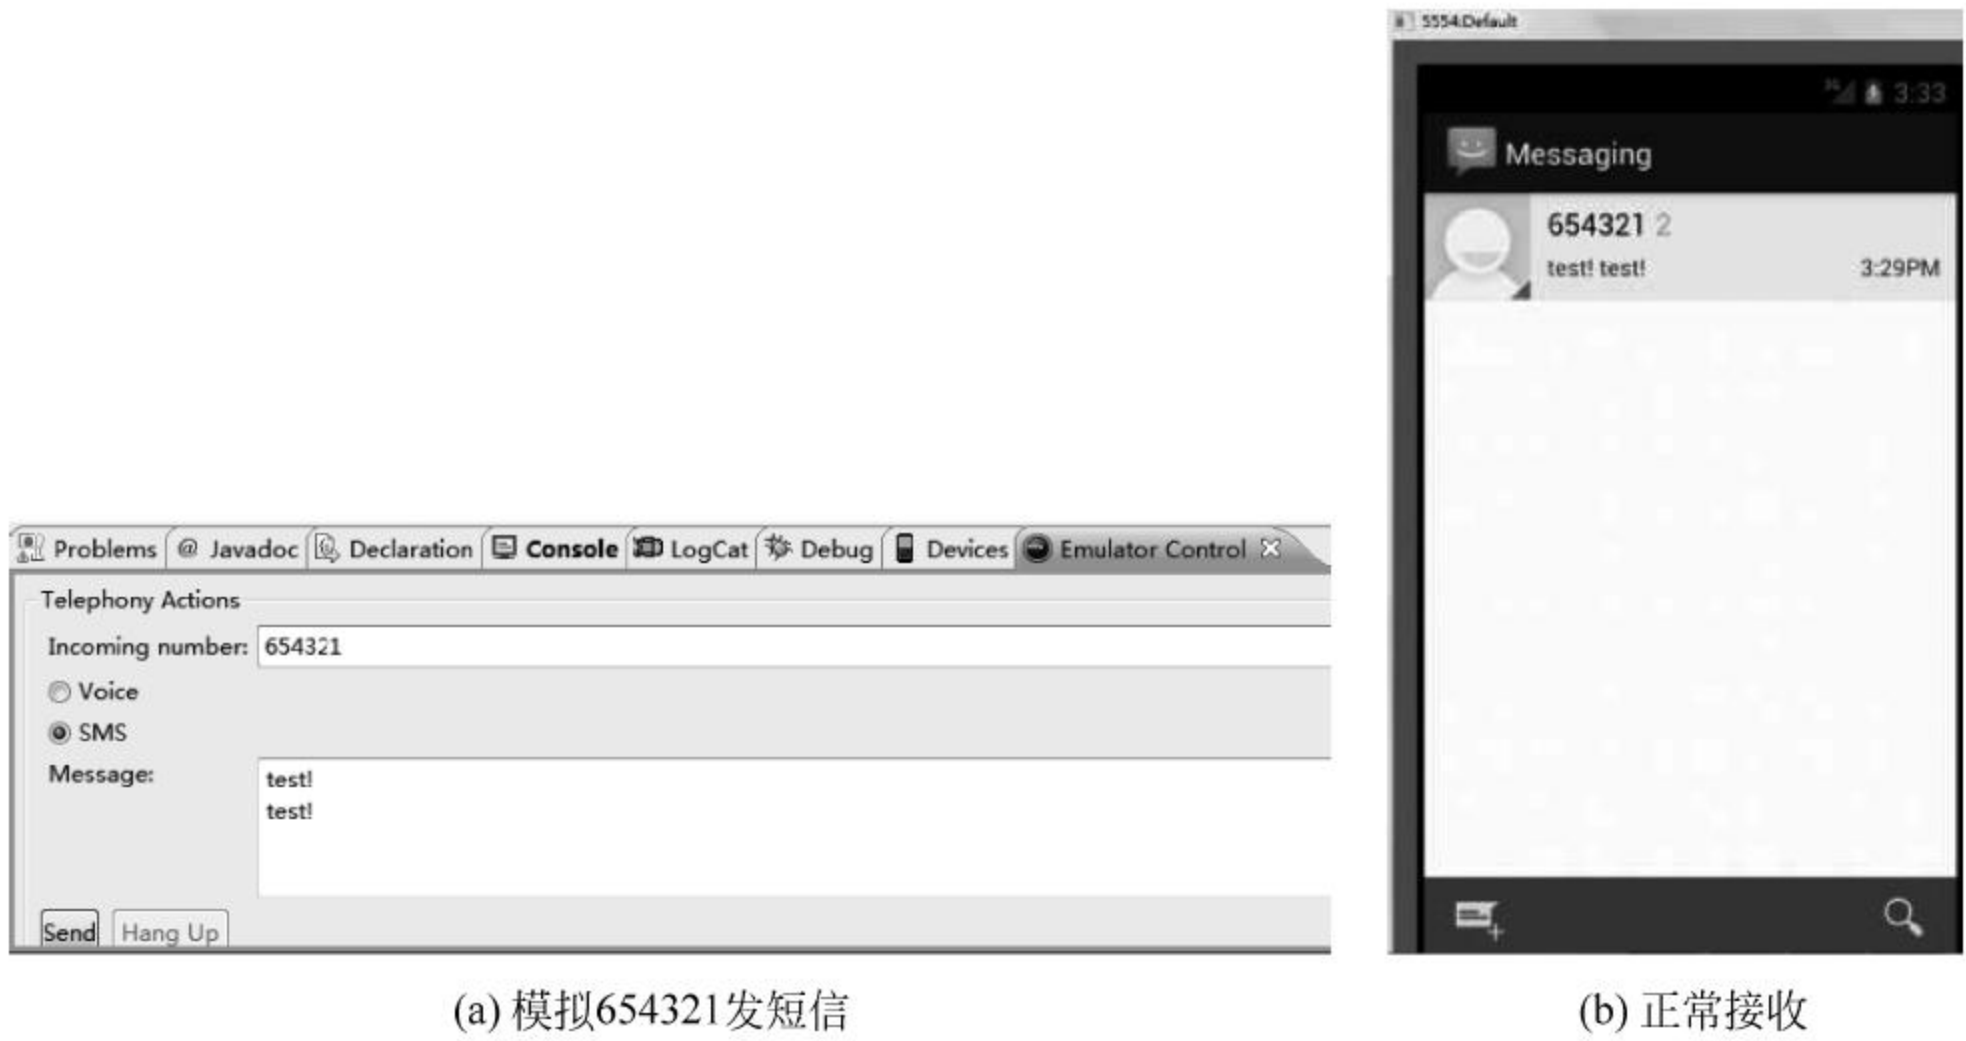 Problems @ Javadoc Declaration Console LogCat Debug Devices Emulator Control
Telephony Actions
Incoming number: 654321
Voice
SMS
Message: test!
test!
Send Hang Up
(a) 模拟654321发短信
5554:Default
3G 3:33
Messaging
654321 2
test! test! 3:29PM
(b) 正常接收